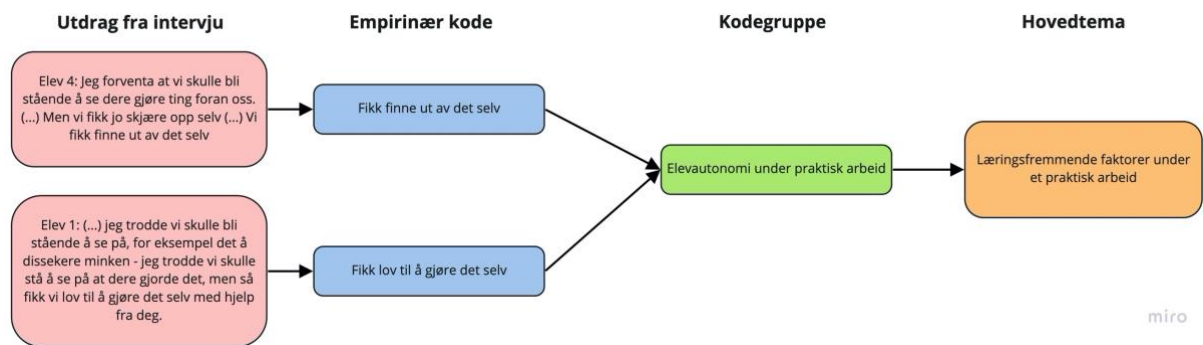 Utdrag fra intervju
Empirinær kode
Kodegruppe
Hovedtema
Elev 4: Jeg forventa at vi skulle bli
stående å se dere gjøre ting foran oss.
(...) Men vi fikk jo skjære opp selv (...) Vi
fikk finne ut av det selv
Fikk finne ut av det selv
Elevautonomi under praktisk arbeid
Læringsfremmende faktorer under
et praktisk arbeid
Elev 1: (...) jeg trodde vi skulle bli
stående å se på, for eksempel det å
dissekere minken - jeg trodde vi skulle
stå å se på at dere gjorde det, men så
fikk vi lov til å gjøre det selv med hjelp
fra deg.
Fikk lov til å gjøre det selv
miro